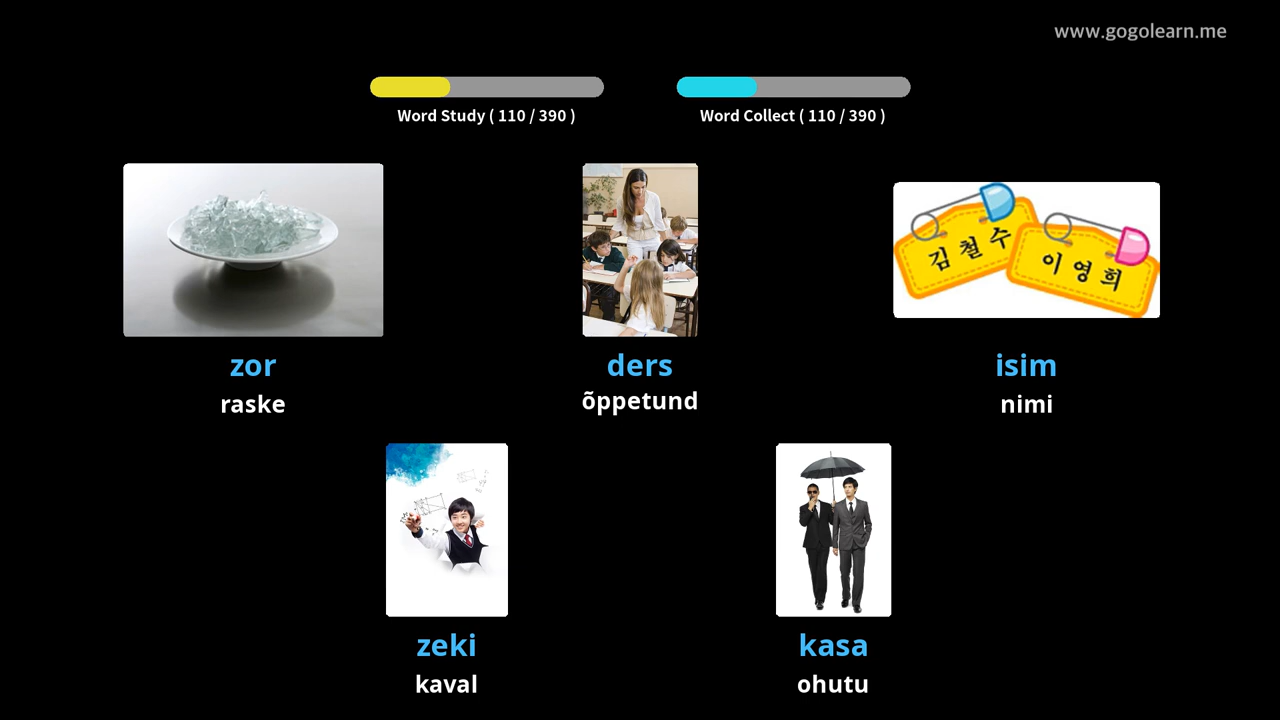 www.gogolearn.me
Word Study ( 110 / 390 )
Word Collect ( 110 / 390 )
김철수
이영희
zor
ders
isim
raske
õppetund
nimi
zeki
kasa
kaval
ohutu